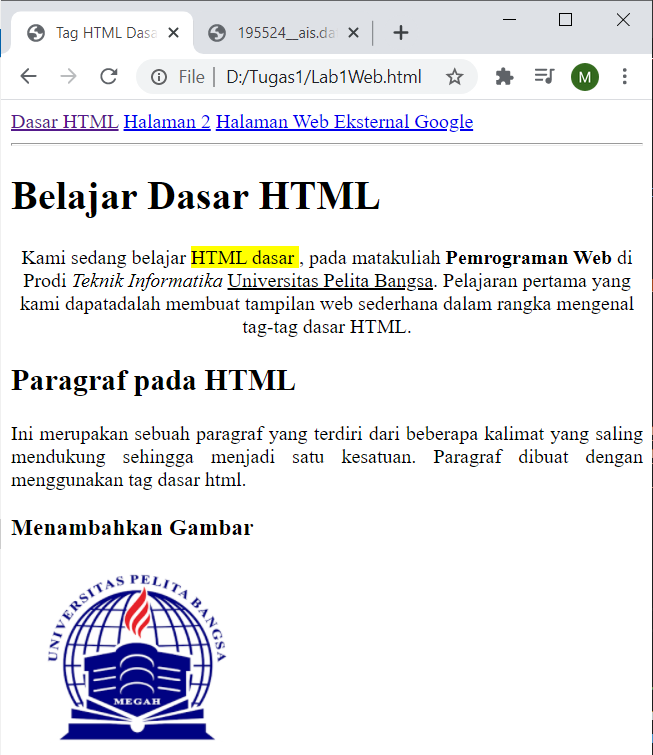 Tag HTML Dasa
195524__ais.da
File
D:/Tugas1/Lab1Web.html
M
Dasar HTML Halaman 2 Halaman Web Eksternal Google
Belajar Dasar HTML
Kami sedang belajar HTML dasar , pada matakuliah Pemrograman Web di
Prodi Teknik Informatika Universitas Pelita Bangsa. Pelajaran pertama yang
kami dapatadalah membuat tampilan web sederhana dalam rangka mengenal
tag-tag dasar HTML.
Paragraf pada HTML
Ini merupakan sebuah paragraf yang terdiri dari beberapa kalimat yang saling
mendukung sehingga menjadi satu kesatuan. Paragraf dibuat dengan
menggunakan tag dasar html.
Menambahkan Gambar
UNIVERSITAS PELITA BANGSA
MEGAH